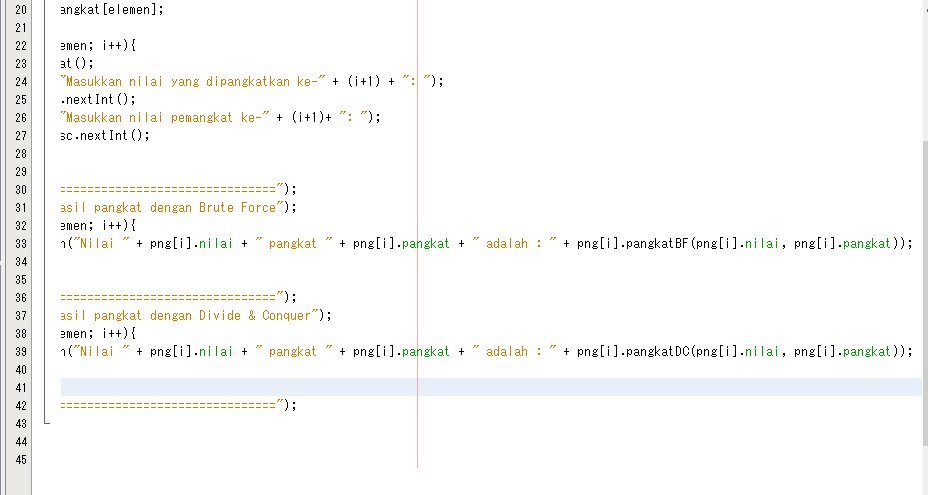 20 angkat[elemen];
21
22 emen; i++){
23 at();
24 "Masukkan nilai yang dipangkatkan ke-" + (i+1) + ": ");
25 .nextInt();
26 "Masukkan nilai pemangkat ke-" + (i+1)+ ": ");
27 sc.nextInt();
28
29
30 ===============================");
31 asil pangkat dengan Brute Force");
32 emen; i++){
33 n("Nilai " + png[i].nilai + " pangkat " + png[i].pangkat + " adalah : " + png[i].pangkatBF(png[i].nilai, png[i].pangkat));
34
35
36 ===============================");
37 asil pangkat dengan Divide & Conquer");
38 emen; i++){
39 n("Nilai " + png[i].nilai + " pangkat " + png[i].pangkat + " adalah : " + png[i].pangkatDC(png[i].nilai, png[i].pangkat));
40
41
42 ===============================");
43
44
45